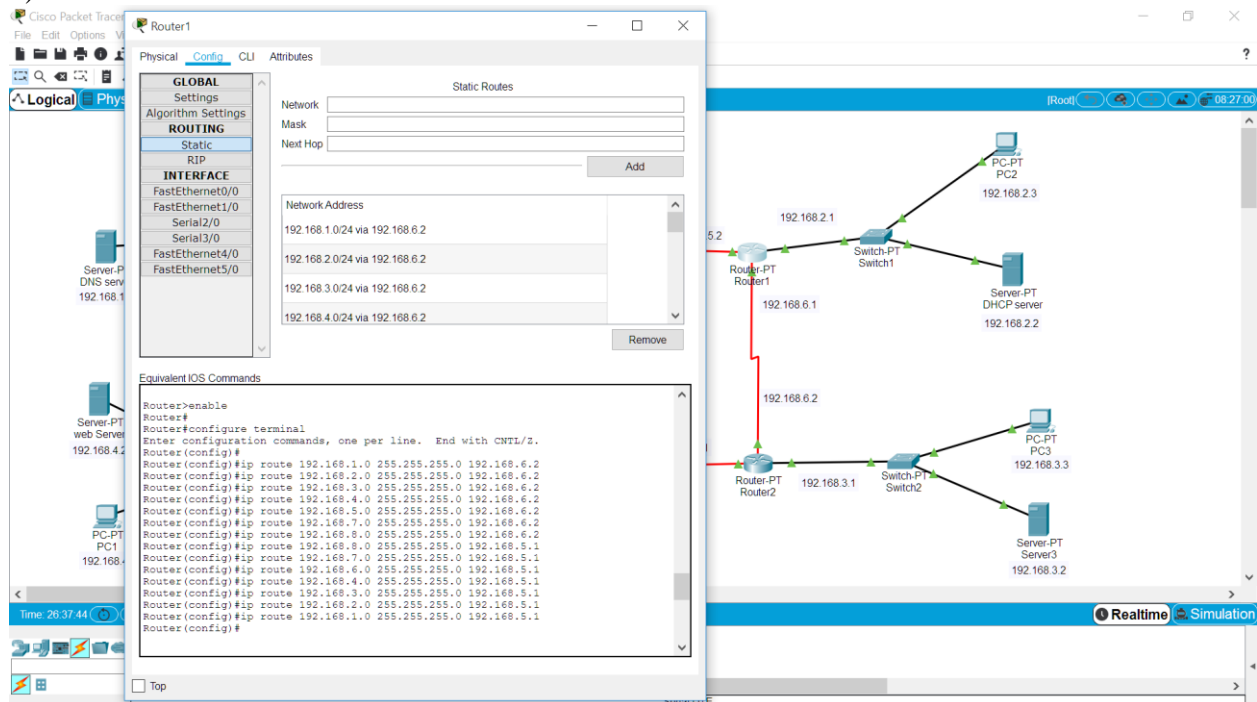 Cisco Packet Tracer
File Edit Options Vi
Router1
Physical Config CLI Attributes
GLOBAL
Settings
Algorithm Settings
ROUTING
Static
RIP
INTERFACE
FastEthernet0/0
FastEthernet1/0
Serial2/0
Serial3/0
FastEthernet4/0
FastEthernet5/0
Static Routes
Network
Mask
Next Hop
Add
Network Address
192.168.1.0/24 via 192.168.6.2
192.168.2.0/24 via 192.168.6.2
192.168.3.0/24 via 192.168.6.2
192.168.4.0/24 via 192.168.6.2
Remove
Equivalent IOS Commands
Router>enable
Router#
Router#configure terminal
Enter configuration commands, one per line. End with CNTL/Z.
Router(config)#
Router(config)#ip route 192.168.1.0 255.255.255.0 192.168.6.2
Router(config)#ip route 192.168.2.0 255.255.255.0 192.168.6.2
Router(config)#ip route 192.168.3.0 255.255.255.0 192.168.6.2
Router(config)#ip route 192.168.4.0 255.255.255.0 192.168.6.2
Router(config)#ip route 192.168.5.0 255.255.255.0 192.168.6.2
Router(config)#ip route 192.168.7.0 255.255.255.0 192.168.6.2
Router(config)#ip route 192.168.8.0 255.255.255.0 192.168.6.2
Router(config)#ip route 192.168.8.0 255.255.255.0 192.168.5.1
Router(config)#ip route 192.168.7.0 255.255.255.0 192.168.5.1
Router(config)#ip route 192.168.6.0 255.255.255.0 192.168.5.1
Router(config)#ip route 192.168.4.0 255.255.255.0 192.168.5.1
Router(config)#ip route 192.168.3.0 255.255.255.0 192.168.5.1
Router(config)#ip route 192.168.2.0 255.255.255.0 192.168.5.1
Router(config)#ip route 192.168.1.0 255.255.255.0 192.168.5.1
Router(config)#
Top
?
Logical Phys
[Root] 08:27:00
Server-P
DNS serv
192.168.1
Server-PT
web Server
192.168.4.2
PC-PT
PC1
192.168.
5.2
Router-PT
Router1
192.168.2.1
Switch-PT
Switch1
PC-PT
PC2
192.168.2.3
Server-PT
DHCP server
192.168.2.2
192.168.6.1
192.168.6.2
Router-PT
Router2
192.168.3.1
Switch-PT
Switch2
PC-PT
PC3
192.168.3.3
Server-PT
Server3
192.168.3.2
Time: 26:37:44
Realtime Simulation